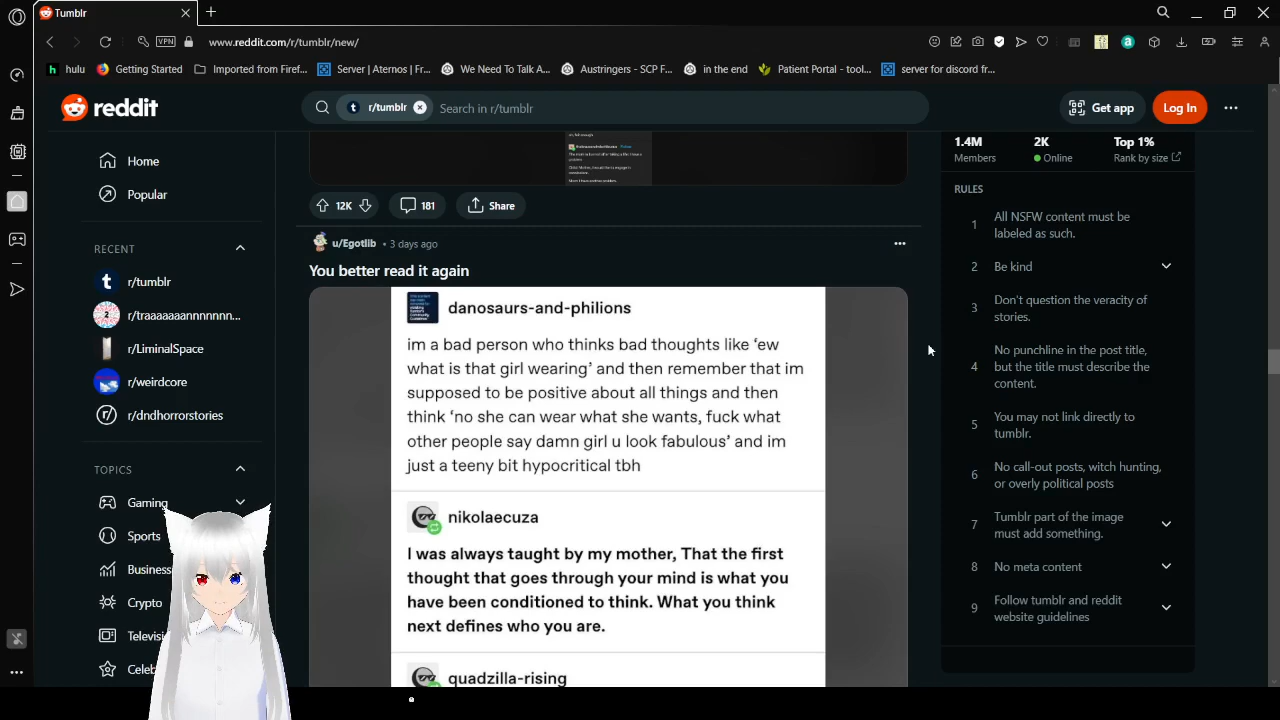 Tumblr
VPN
www.reddit.com/r/tumblr/new/
hulu
Getting Started
Imported from Firef...
Server | Aternos | Fr...
We Need To Talk A...
Austringers - SCP F...
in the end
Patient Portal - tool...
server for discord fr...
reddit
r/tumblr
Search in r/tumblr
Get app
Log In
Home
Popular
RECENT
r/tumblr
r/traaaaaaannnnnnn...
r/LiminalSpace
r/weirdcore
r/dndhorrorstories
TOPICS
Gaming
Sports
Business
Crypto
Televisi
Celeb
12K
181
Share
u/Egotlib • 3 days ago
You better read it again
danosaurs-and-philions
im a bad person who thinks bad thoughts like ‘ew
what is that girl wearing’ and then remember that im
supposed to be positive about all things and then
think ‘no she can wear what she wants, fuck what
other people say damn girl u look fabulous’ and im
just a teeny bit hypocritical tbh
nikolaecuza
I was always taught by my mother, That the first
thought that goes through your mind is what you
have been conditioned to think. What you think
next defines who you are.
quadzilla-rising
1.4M
Members
2K
Online
Top 1%
Rank by size
RULES
1 All NSFW content must be
labeled as such.
2 Be kind
3 Don't question the veracity of
stories.
4 No punchline in the post title,
but the title must describe the
content.
5 You may not link directly to
tumblr.
6 No call-out posts, witch hunting,
or overly political posts
7 Tumblr part of the image
must add something.
8 No meta content
9 Follow tumblr and reddit
website guidelines